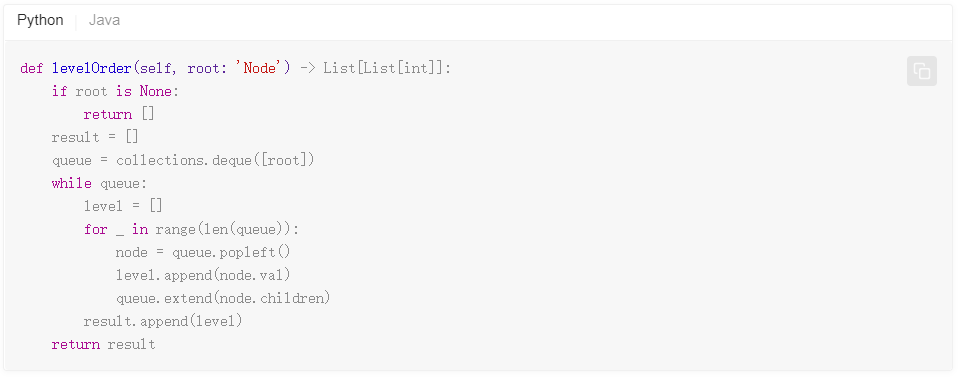 Python Java
def levelOrder(self, root: 'Node') -> List[List[int]]:
    if root is None:
        return []
    result = []
    queue = collections.deque([root])
    while queue:
        level = []
        for _ in range(len(queue)):
            node = queue.popleft()
            level.append(node.val)
            queue.extend(node.children)
        result.append(level)
    return result